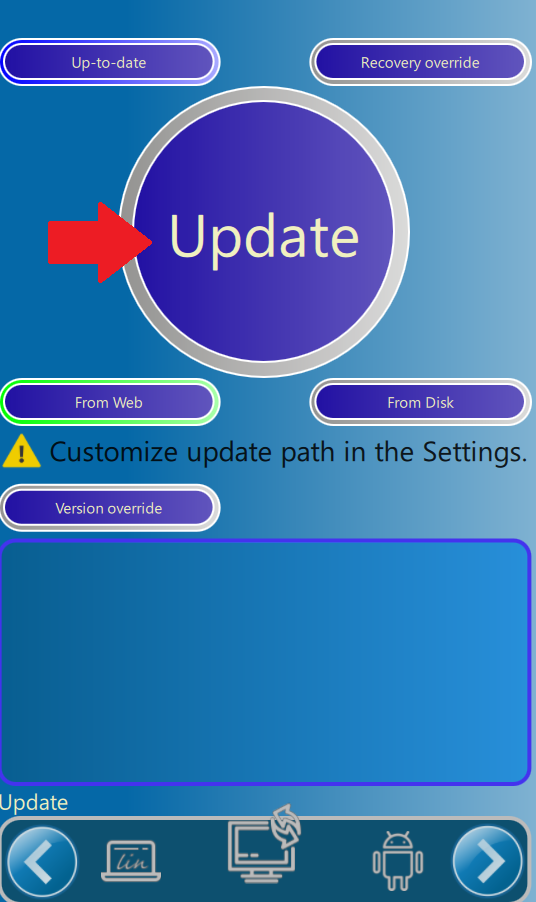 Up-to-date
Recovery override
Update
From Web
From Disk
Customize update path in the Settings.
Version override
Update
lin